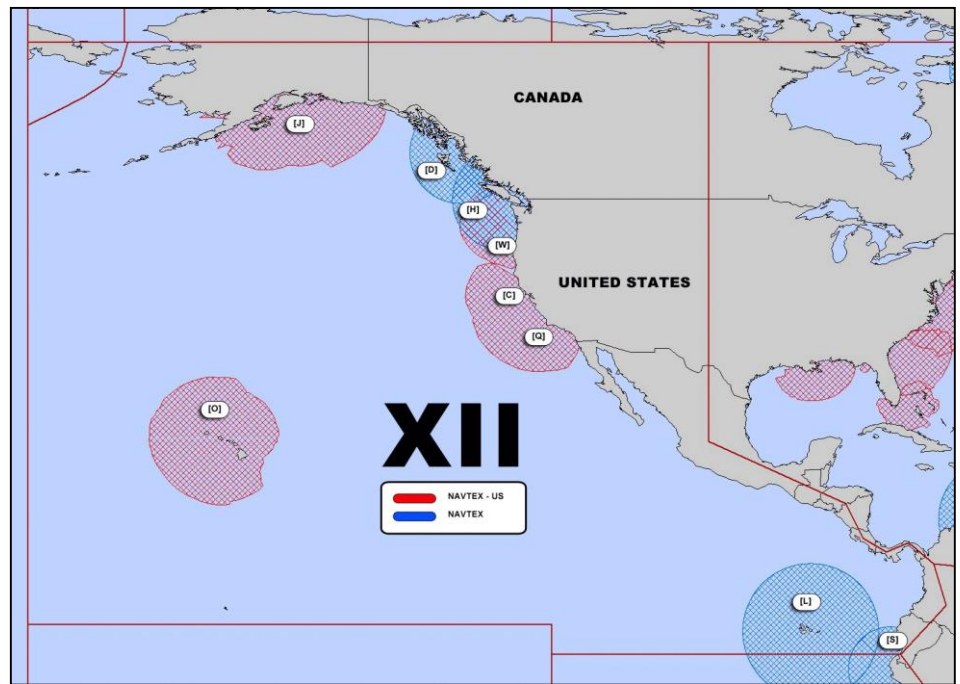 CANADA
[J]
[D]
[H]
[W]
UNITED STATES
[C]
[Q]
[O]
XII
NAVTEX - US
NAVTEX
[L]
[S]